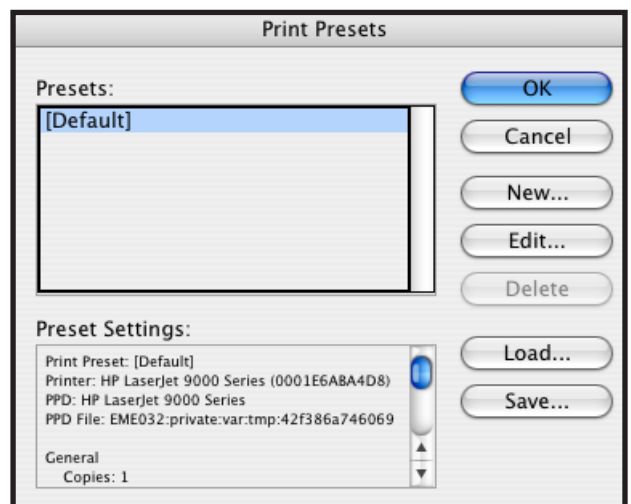 Print Presets
Presets:
[Default]
OK
Cancel
New...
Edit...
Delete
Preset Settings:
Print Preset: [Default]
Printer: HP LaserJet 9000 Series (0001E6A8A4D8)
PPD: HP LaserJet 9000 Series
PPD File: EME032:private:var:tmp:42f386a746069
General
Copies: 1
Load...
Save...